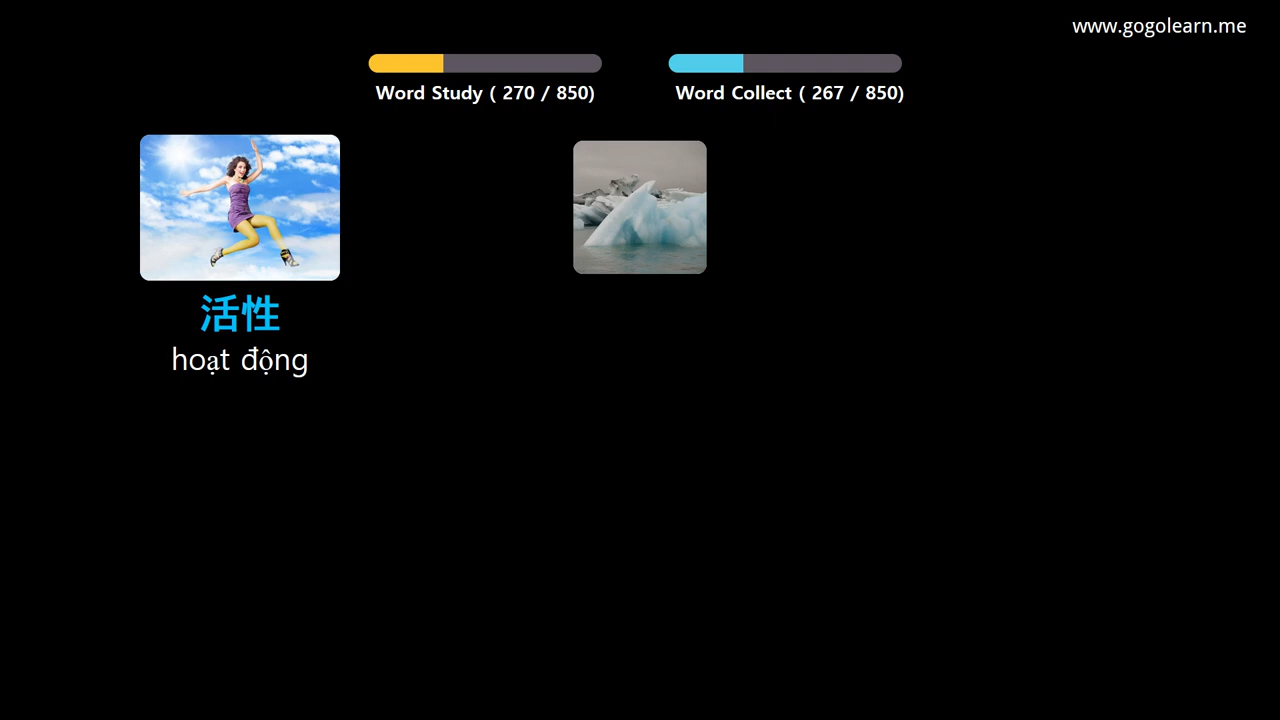 www.gogolearn.me
Word Study ( 270 / 850)
Word Collect ( 267 / 850)
活性
hoạt động